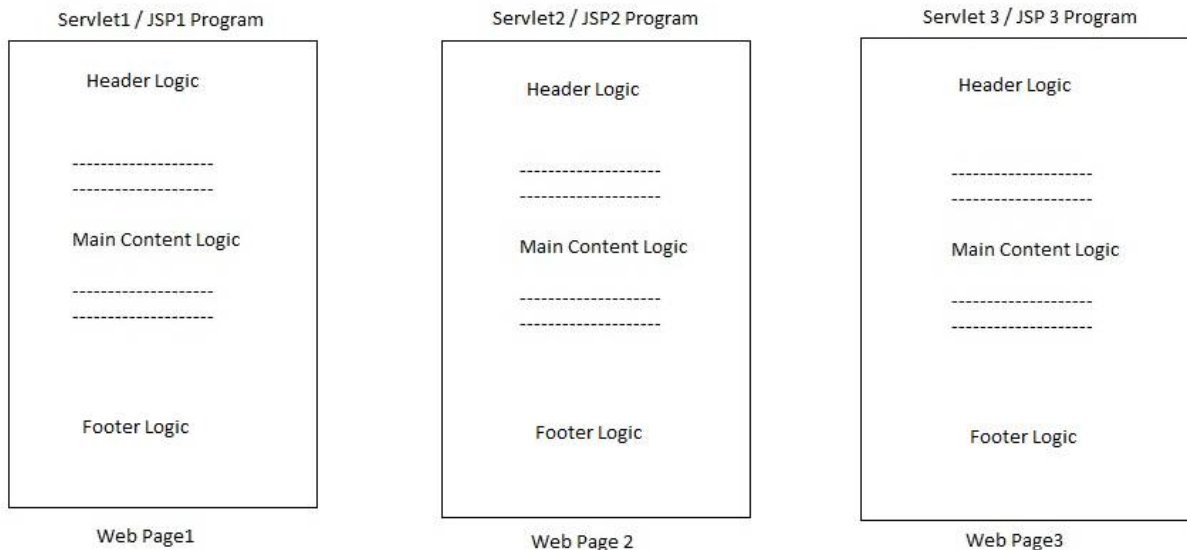 Servlet1 / JSP1 Program
Header Logic
--------------------
--------------------
Main Content Logic
--------------------
--------------------
Footer Logic
Web Page1
Servlet2 / JSP2 Program
Header Logic
--------------------
--------------------
Main Content Logic
--------------------
--------------------
Footer Logic
Web Page 2
Servlet 3 / JSP 3 Program
Header Logic
--------------------
--------------------
Main Content Logic
--------------------
--------------------
Footer Logic
Web Page3